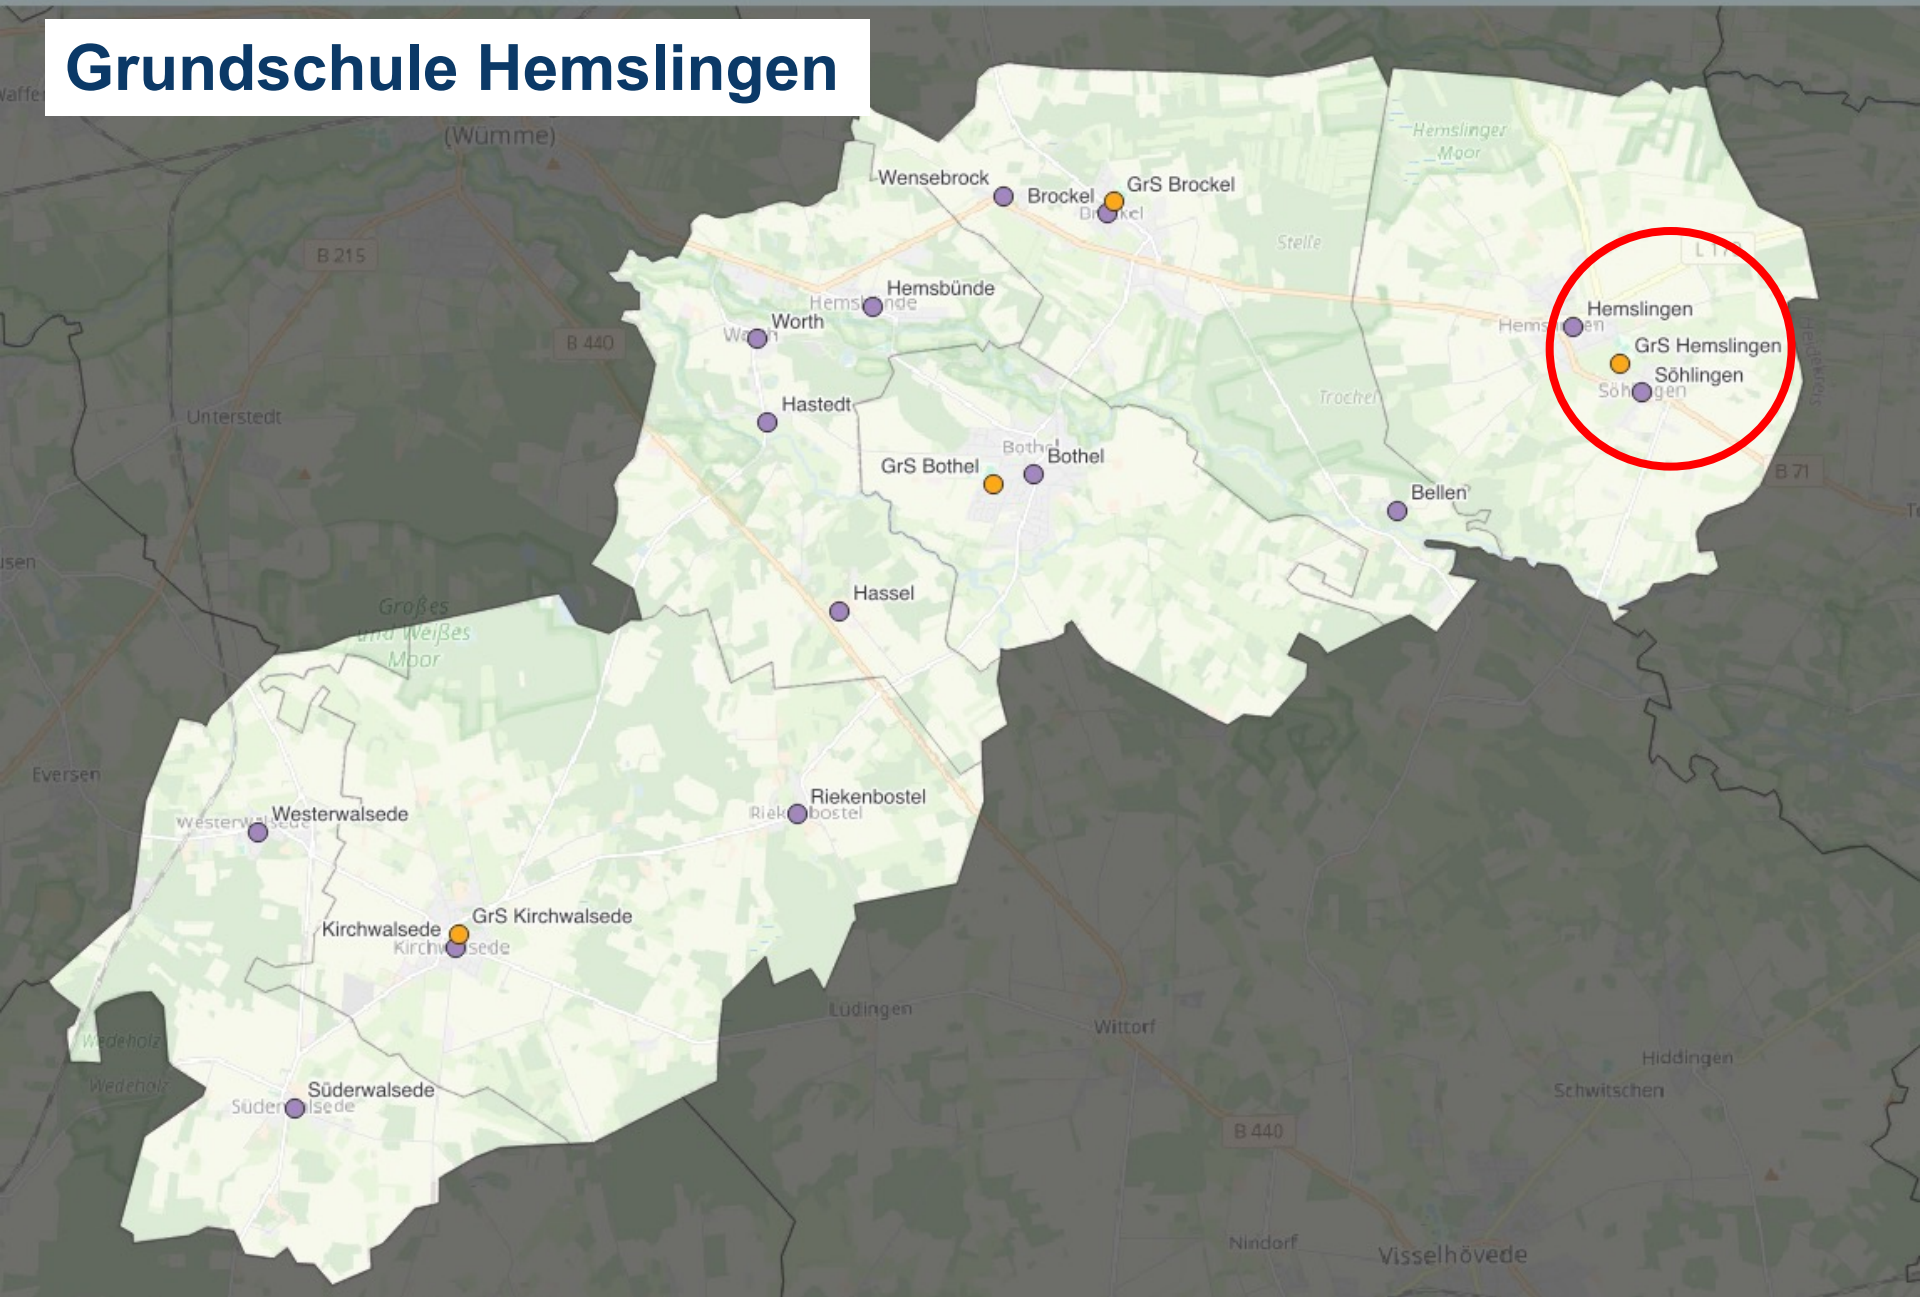 Grundschule Hemslingen
(Wümme)
Hemslinger
Moor
Wensebrock
Brockel
GrS Brockel
B 215
Stelle
Hemsbünde
Worth
B 440
Hemslingen
GrS Hemslingen
Söhlingen
Trochel
Hastedt
Unterstedt
Bothel
GrS Bothel
B 71
Bellen
Hassel
Großes
und Weißes
Moor
Eversen
Riekenbostel
Westerwalsede
Westerwalsede
GrS Kirchwalsede
Kirchwalsede
Lüdingen
Wittorf
Wedeholz
Wedeholz
Hiddingen
Schwitschen
Süderwalsede
B 440
Nindorf
Visselhövede